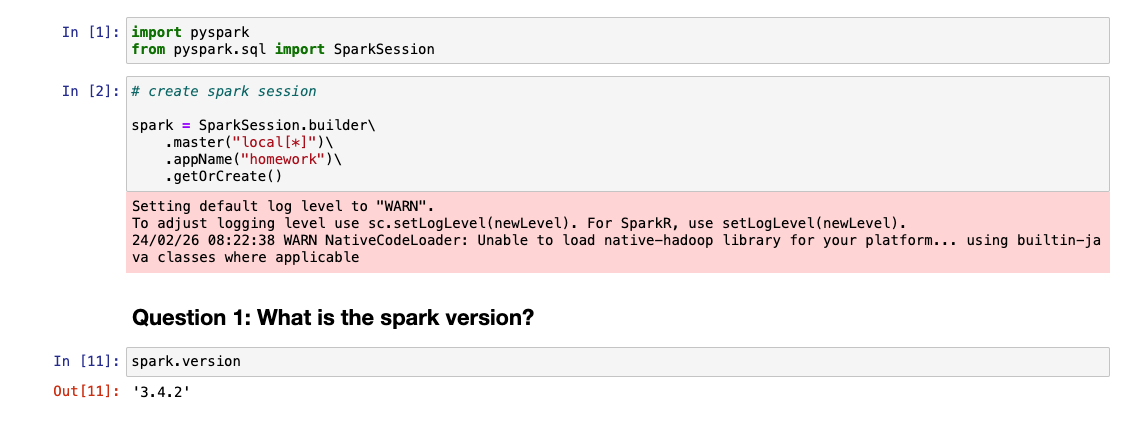 In [1]: import pyspark
from pyspark.sql import SparkSession
In [2]: # create spark session
spark = SparkSession.builder\
    .master("local[*]")\
    .appName("homework")\
    .getOrCreate()
Setting default log level to "WARN".
To adjust logging level use sc.setLogLevel(newLevel). For SparkR, use setLogLevel(newLevel).
24/02/26 08:22:38 WARN NativeCodeLoader: Unable to load native-hadoop library for your platform... using builtin-ja
va classes where applicable
Question 1: What is the spark version?
In [11]: spark.version
Out[11]: '3.4.2'